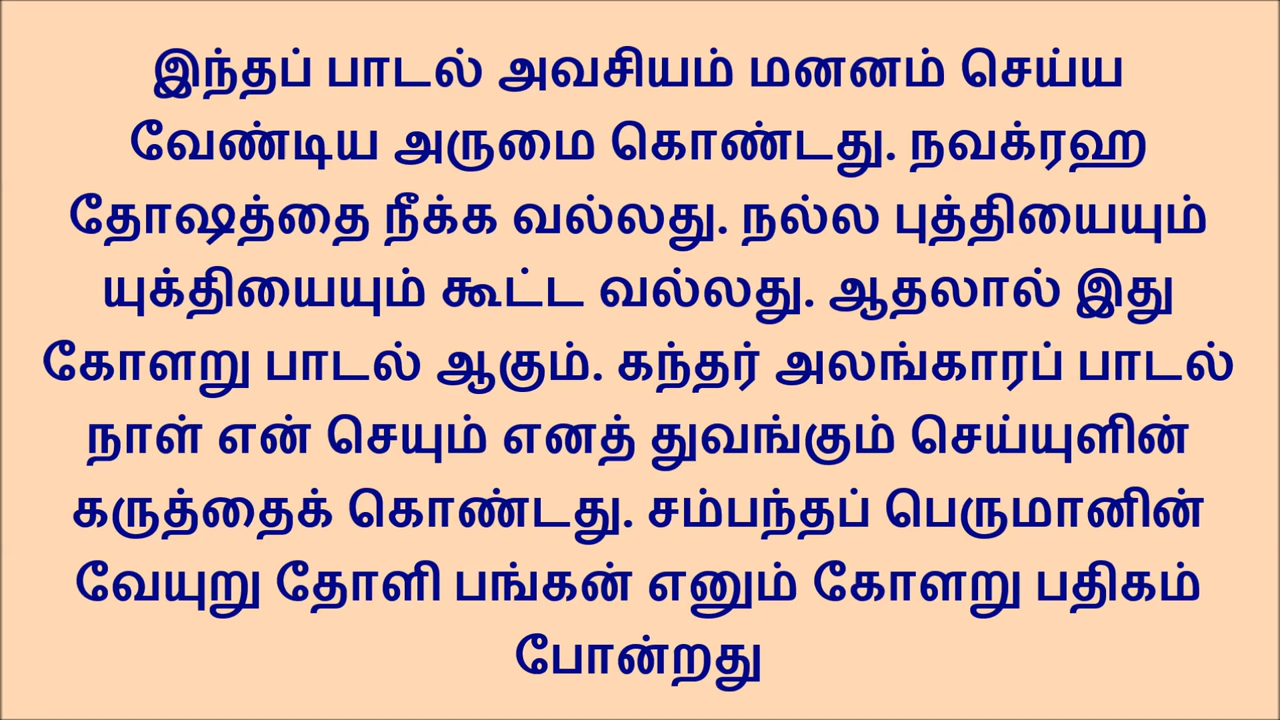 இந்தப் பாடல் அவசியம் மனனம் செய்ய
வேண்டிய அருமை கொண்டது. நவக்ரஹ
தோஷத்தை நீக்க வல்லது. நல்ல புத்தியையும்
யுக்தியையும் கூட்ட வல்லது. ஆதலால் இது
கோளறு பாடல் ஆகும். கந்தர் அலங்காரப் பாடல்
நாள் என் செயும் எனத் துவங்கும் செய்யுளின்
கருத்தைக் கொண்டது. சம்பந்தப் பெருமானின்
வேயுறு தோளி பங்கன் எனும் கோளறு பதிகம்
போன்றது